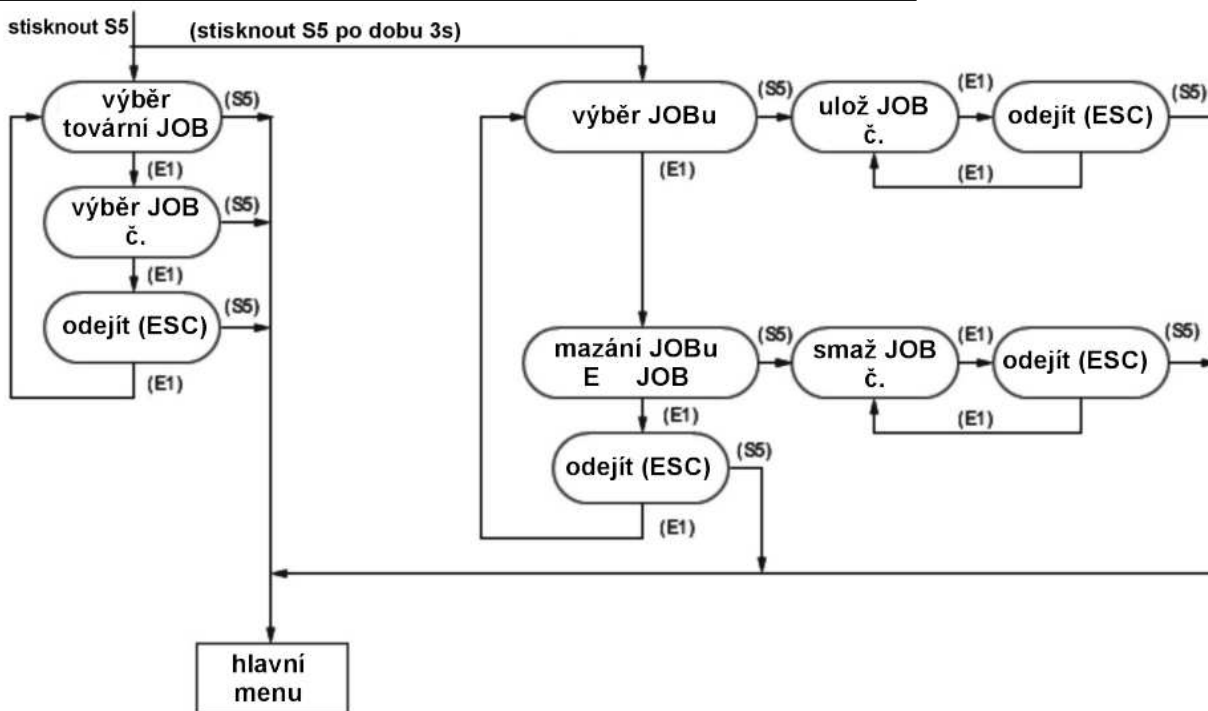 stisknout S5
(stisknout S5 po dobu 3s)
výběr
tovární JOB
(S5)
(E1)
výběr JOB
č.
(S5)
(E1)
odejít (ESC)
(S5)
(E1)
výběr JOBu
(S5)
ulož JOB
č.
(E1)
odejít (ESC)
(S5)
(E1)
(E1)
mazání JOBu
E JOB
(S5)
smaž JOB
č.
(E1)
odejít (ESC)
(S5)
(E1)
(E1)
odejít (ESC)
(S5)
(E1)
hlavní
menu